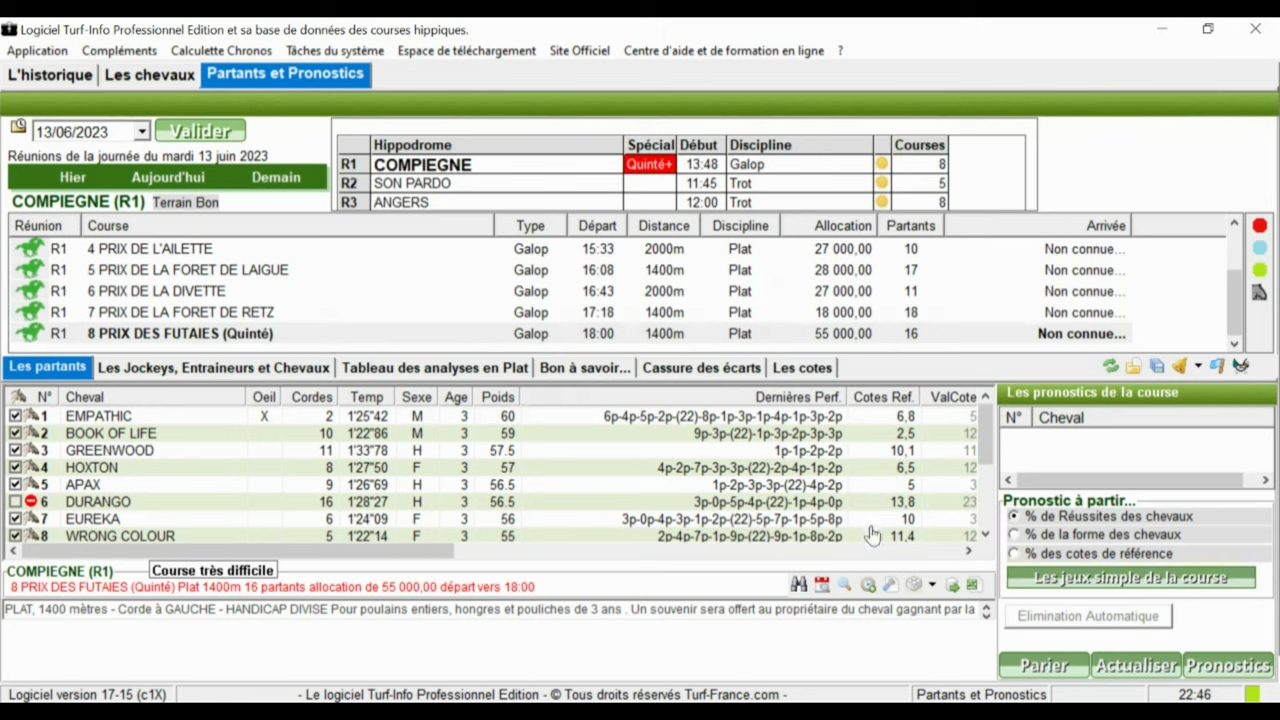 Logiciel Turf-Info Professionnel Edition et sa base de données des courses hippiques.
Application Compléments Calculette Chronos Tâches du système Espace de téléchargement Site Officiel Centre d'aide et de formation en ligne ?
L'historique Les chevaux Partants et Pronostics
13/06/2023 Valider
Réunions de la journée du mardi 13 juin 2023
Hier Aujourd'hui Demain
COMPIEGNE (R1) Terrain Bon
Hippodrome Spécial Début Discipline Courses
R1 COMPIEGNE Quinté+ 13:48 Galop 8
R2 SON PARDO 11:45 Trot 5
R3 ANGERS 12:00 Trot 8
Réunion Course Type Départ Distance Discipline Allocation Partants Arrivée
R1 4 PRIX DE L'AILETTE Galop 15:33 2000m Plat 27 000,00 10 Non connue...
R1 5 PRIX DE LA FORET DE LAIGUE Galop 16:08 1400m Plat 28 000,00 17 Non connue...
R1 6 PRIX DE LA DIVETTE Galop 16:43 2000m Plat 27 000,00 11 Non connue...
R1 7 PRIX DE LA FORET DE RETZ Galop 17:18 1400m Plat 18 000,00 18 Non connue...
R1 8 PRIX DES FUTAIES (Quinté) Galop 18:00 1400m Plat 55 000,00 16 Non connue...
Les partants Les Jockeys, Entraineurs et Chevaux Tableau des analyses en Plat Bon à savoir... Cassure des écarts Les cotes
N° Cheval Oeil Cordes Temp Sexe Age Poids Dernières Perf. Cotes Ref. ValCote
1 EMPATHIC X 2 1'25"42 M 3 60 6p-4p-5p-2p-(22)-8p-1p-3p-1p-4p-1p-3p-2p 6,8 5
2 BOOK OF LIFE 10 1'22"86 M 3 59 9p-3p-(22)-1p-3p-2p-3p-3p 2,5 12
3 GREENWOOD 11 1'33"78 H 3 57.5 1p-1p-2p-2p 10,1 11
4 HOXTON 8 1'27"50 F 3 57 4p-2p-7p-3p-3p-(22)-2p-4p-1p-2p 6,5 12
5 APAX 9 1'26"69 H 3 56.5 1p-2p-3p-3p-(22)-4p-2p 5 3
6 DURANGO 16 1'28"27 H 3 56.5 3p-0p-5p-4p-(22)-1p-4p-0p 13,8 23
7 EUREKA 6 1'24"09 F 3 56 3p-0p-4p-3p-1p-2p-(22)-5p-7p-1p-5p-8p 10 3
8 WRONG COLOUR 5 1'22"14 F 3 55 2p-4p-7p-1p-9p-(22)-9p-1p-8p-2p 11,4 12
Les pronostics de la course
N° Cheval
Pronostic à partir...
% de Réussites des chevaux
% de la forme des chevaux
% des cotes de référence
Les jeux simple de la course
Elimination Automatique
Parier Actualiser Pronostics
COMPIEGNE (R1) Course très difficile
8 PRIX DES FUTAIES (Quinté) Plat 1400m 16 partants allocation de 55 000,00 départ vers 18:00
PLAT, 1400 mètres - Corde à GAUCHE - HANDICAP DIVISE Pour poulains entiers, hongres et pouliches de 3 ans . Un souvenir sera offert au propriétaire du cheval gagnant par la
Logiciel version 17-15 (c1X) - Le logiciel Turf-Info Professionnel Edition - © Tous droits réservés Turf-France.com - Partants et Pronostics 22:46